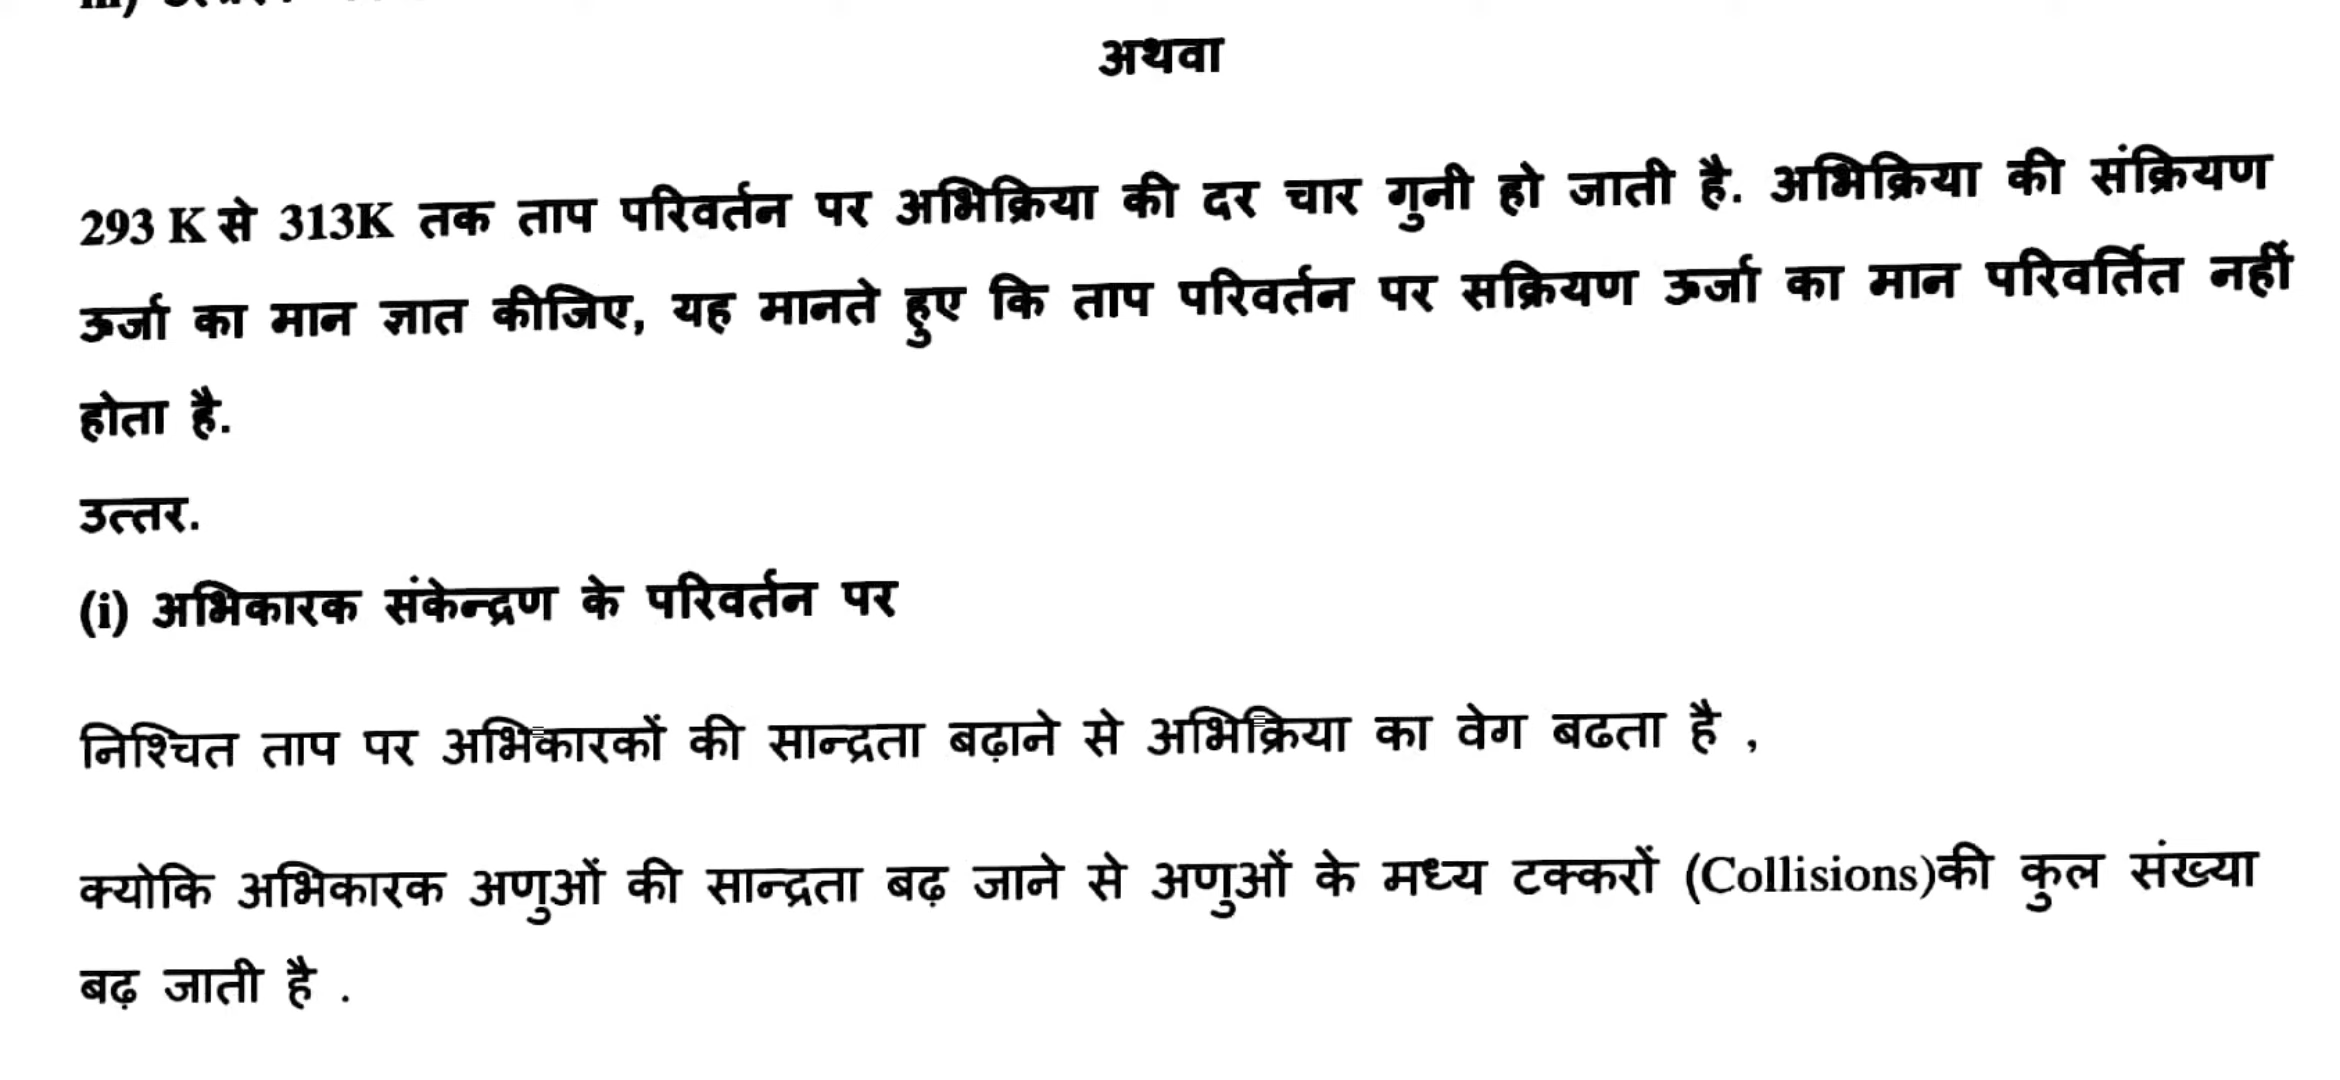 अथवा
293 K से 313K तक ताप परिवर्तन पर अभिक्रिया की दर चार गुनी हो जाती है. अभिक्रिया की संक्रियण
ऊर्जा का मान ज्ञात कीजिए, यह मानते हुए कि ताप परिवर्तन पर सक्रियण ऊर्जा का मान परिवर्तित नहीं
होता है.
उत्तर.
(i) अभिकारक संकेन्द्रण के परिवर्तन पर
निश्चित ताप पर अभिकारकों की सान्द्रता बढ़ाने से अभिक्रिया का वेग बढता है ,
क्योकि अभिकारक अणुओं की सान्द्रता बढ़ जाने से अणुओं के मध्य टक्करों (Collisions)की कुल संख्या
बढ़ जाती है .